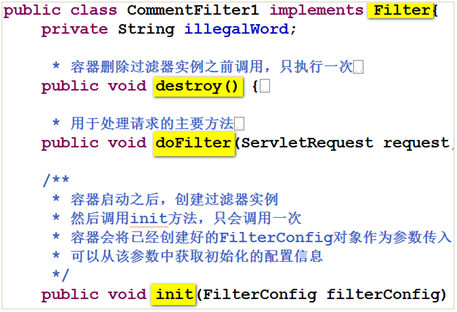 public class CommentFilter1 implements Filter{
private String illegalWord;
* 容器删除过滤器实例之前调用，只执行一次
public void destroy() {
* 用于处理请求的主要方法
public void doFilter(ServletRequest request,
/**
* 容器启动之后，创建过滤器实例
* 然后调用init方法，只会调用一次
* 容器会将已经创建好的FilterConfig对象作为参数传入
* 可以从该参数中获取初始化的配置信息
*/
public void init(FilterConfig filterConfig)